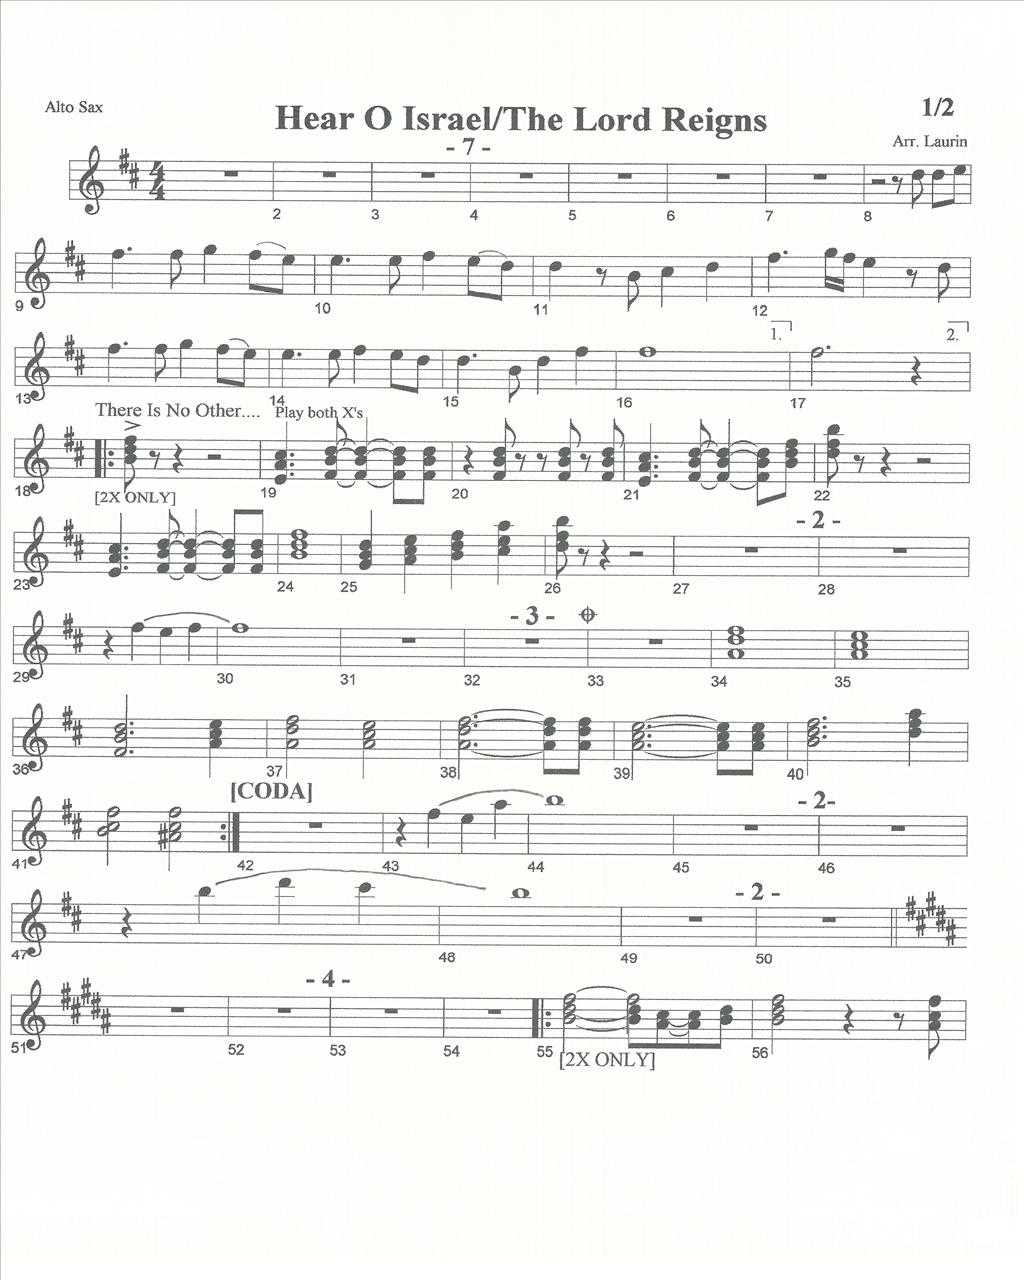 Alto Sax
Hear O Israel/The Lord Reigns
1/2
Arr. Laurin
- 7 -
2 3 4 5 6 7 8
9 10 11 12
1. 2.
13 14 15 16 17
There Is No Other.... Play both X's
18 19 20 21 22
[2X ONLY]
- 2 -
23 24 25 26 27 28
- 3 -
29 30 31 32 33 34 35
36 37 38 39 40
[CODA] - 2-
41 42 43 44 45 46
- 2 -
47 48 49 50
- 4 -
51 52 53 54 55 56
[2X ONLY]